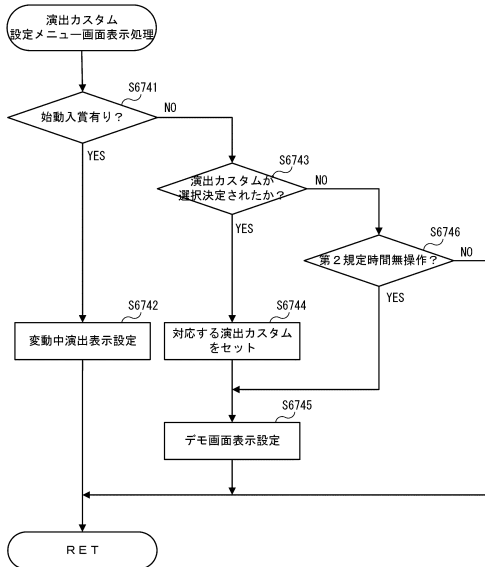 演出カスタム
設定メニュー画面表示処理
S6741
始動入賞有り？
NO
YES
S6743
演出カスタムが
選択決定されたか？
NO
YES
S6746
第２規定時間無操作？
NO
YES
S6742
変動中演出表示設定
S6744
対応する演出カスタム
をセット
S6745
デモ画面表示設定
ＲＥＴ